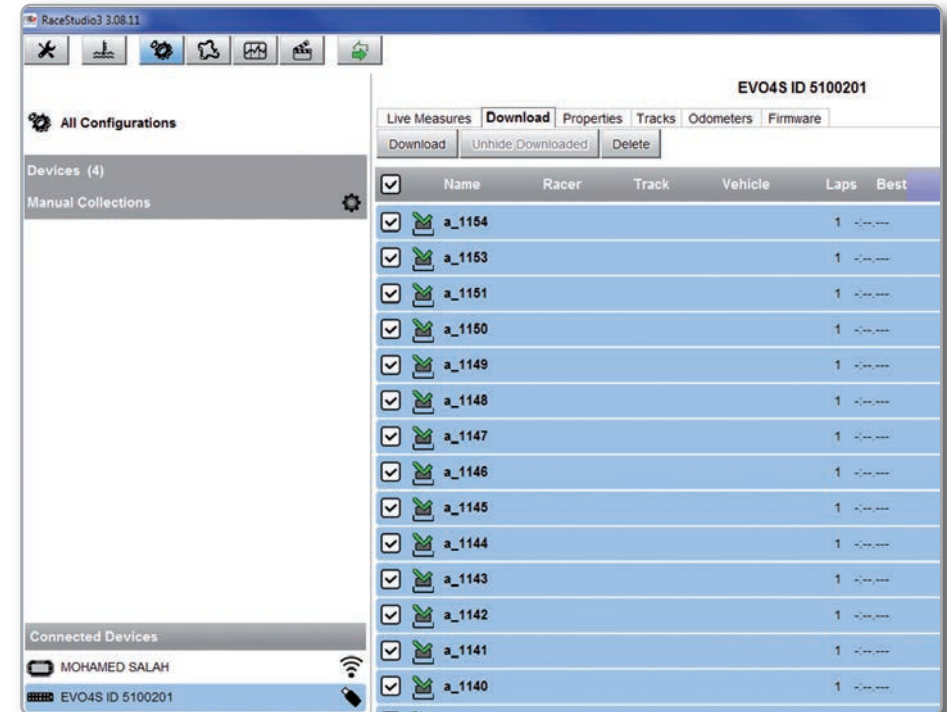 RaceStudio3 3.08.11
EVO4S ID 5100201
All Configurations
Live Measures Download Properties Tracks Odometers Firmware
Download Unhide Downloaded Delete
Devices (4)
Manual Collections
Name Racer Track Vehicle Laps Best
a_1154 1 -:--.---
a_1153 1 -:--.---
a_1151 1 -:--.---
a_1150 1 -:--.---
a_1149 1 -:--.---
a_1148 1 -:--.---
a_1147 1 -:--.---
a_1146 1 -:--.---
a_1145 1 -:--.---
a_1144 1 -:--.---
a_1143 1 -:--.---
a_1142 1 -:--.---
a_1141 1 -:--.---
a_1140 1 -:--.---
Connected Devices
MOHAMED SALAH
EVO4S ID 5100201